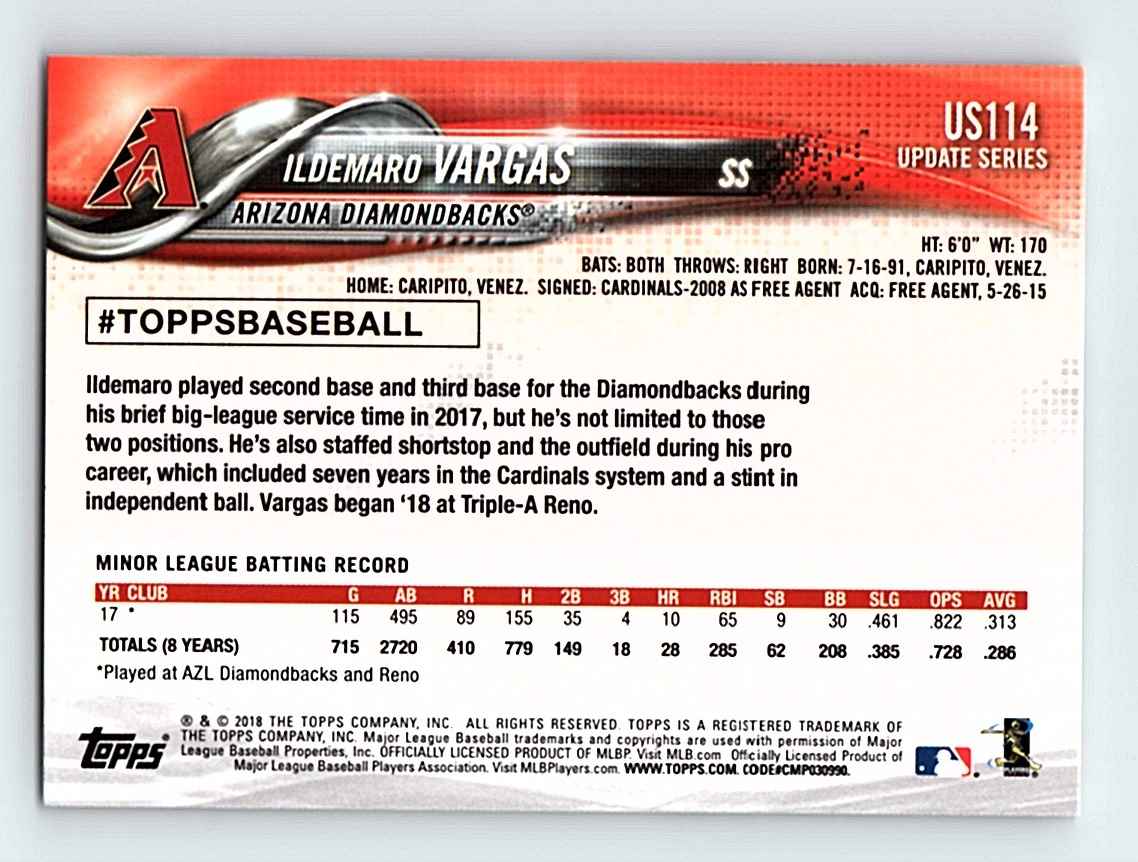 US114
UPDATE SERIES
ILDEMARO VARGAS SS
ARIZONA DIAMONDBACKS®
HT: 6'0" WT: 170
BATS: BOTH THROWS: RIGHT BORN: 7-16-91, CARIPITO, VENEZ.
HOME: CARIPITO, VENEZ. SIGNED: CARDINALS-2008 AS FREE AGENT ACQ: FREE AGENT, 5-26-15
#TOPPSBASEBALL
Ildemaro played second base and third base for the Diamondbacks during
his brief big-league service time in 2017, but he's not limited to those
two positions. He's also staffed shortstop and the outfield during his pro
career, which included seven years in the Cardinals system and a stint in
independent ball. Vargas began '18 at Triple-A Reno.
MINOR LEAGUE BATTING RECORD
YR CLUB G AB R H 2B 3B HR RBI SB BB SLG OPS AVG
17 * 115 495 89 155 35 4 10 65 9 30 .461 .822 .313
TOTALS (8 YEARS) 715 2720 410 779 149 18 28 285 62 208 .385 .728 .286
*Played at AZL Diamondbacks and Reno
Topps®
® & © 2018 THE TOPPS COMPANY, INC. ALL RIGHTS RESERVED. TOPPS IS A REGISTERED TRADEMARK OF
THE TOPPS COMPANY, INC. Major League Baseball trademarks and copyrights are used with permission of Major
League Baseball Properties, Inc. OFFICIALLY LICENSED PRODUCT OF MLBP. Visit MLB.com Officially Licensed Product of
Major League Baseball Players Association. Visit MLBPlayers.com. WWW.TOPPS.COM. CODE#CMP030990.